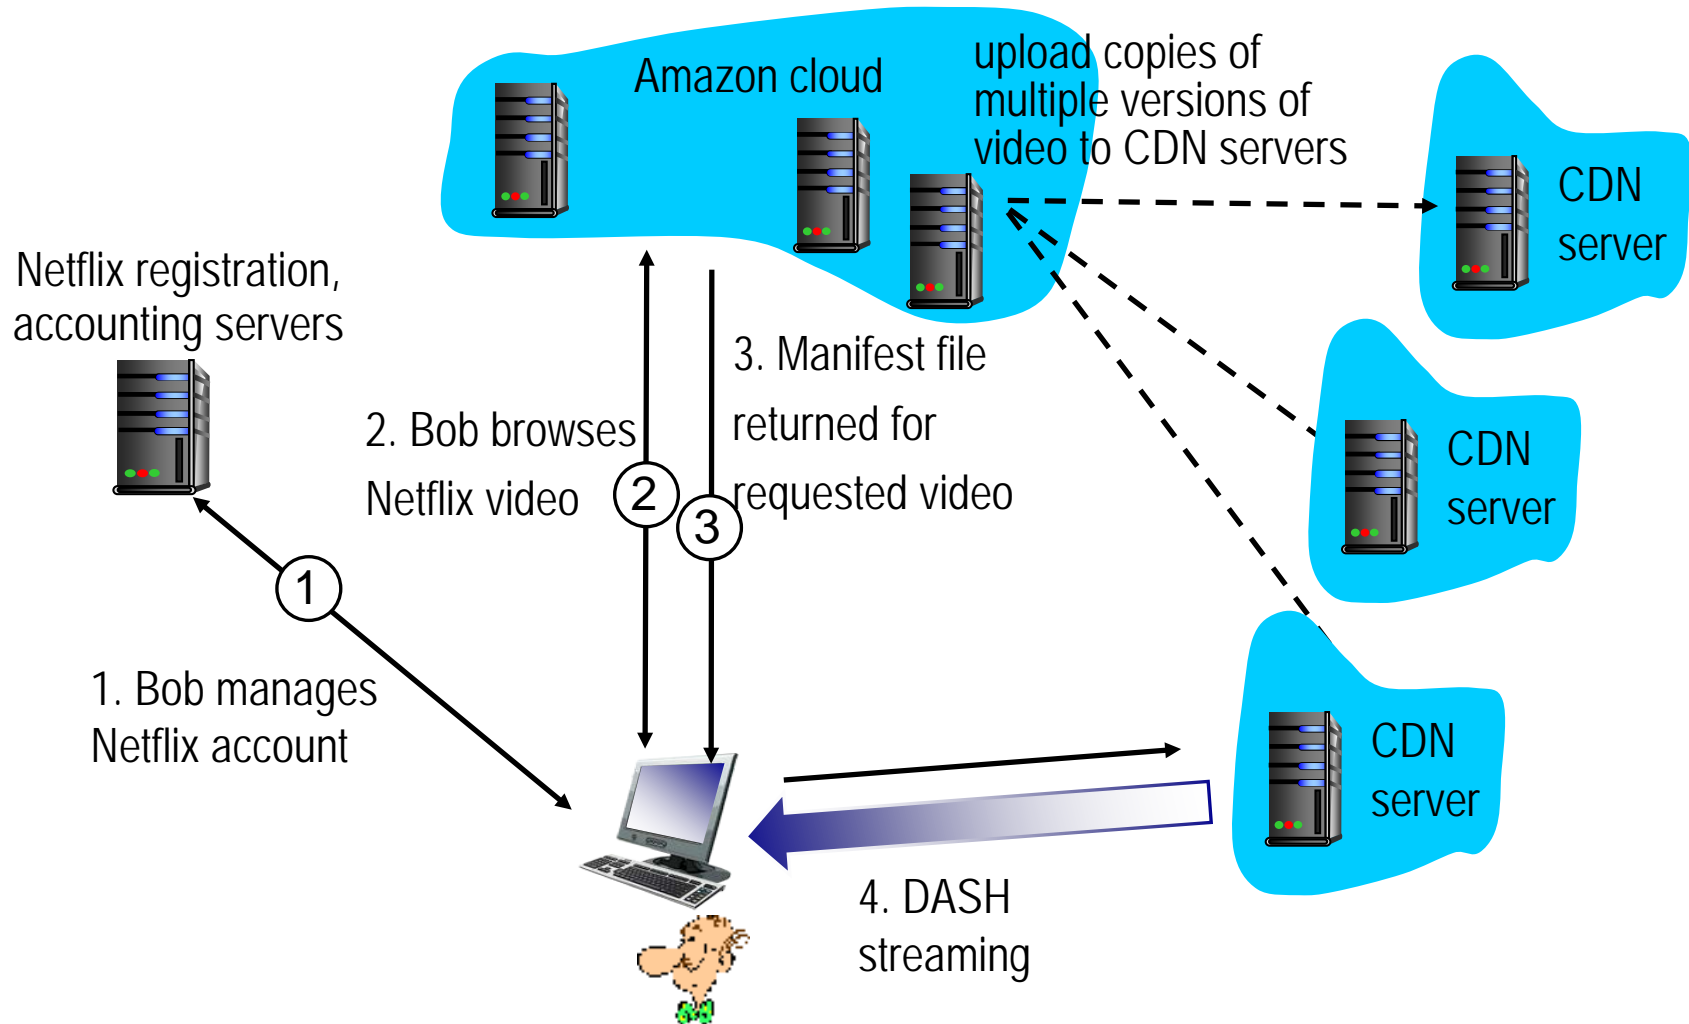 Amazon cloud
upload copies of
multiple versions of
video to CDN servers
CDN
server
Netflix registration,
accounting servers
3. Manifest file
returned for
requested video
2. Bob browses
Netflix video
2
3
CDN
server
1
1. Bob manages
Netflix account
CDN
server
4. DASH
streaming